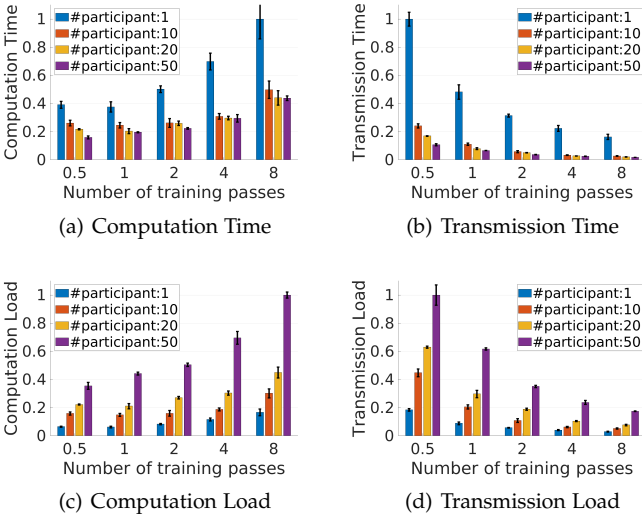 #participant:1
#participant:10
#participant:20
#participant:50
Computation Time
1
0.8
0.6
0.4
0.2
0
0.5 1 2 4 8
Number of training passes
(a) Computation Time
#participant:1
#participant:10
#participant:20
#participant:50
Transmission Time
1
0.8
0.6
0.4
0.2
0
0.5 1 2 4 8
Number of training passes
(b) Transmission Time
#participant:1
#participant:10
#participant:20
#participant:50
Computation Load
1
0.8
0.6
0.4
0.2
0
0.5 1 2 4 8
Number of training passes
(c) Computation Load
#participant:1
#participant:10
#participant:20
#participant:50
Transmission Load
1
0.8
0.6
0.4
0.2
0
0.5 1 2 4 8
Number of training passes
(d) Transmission Load